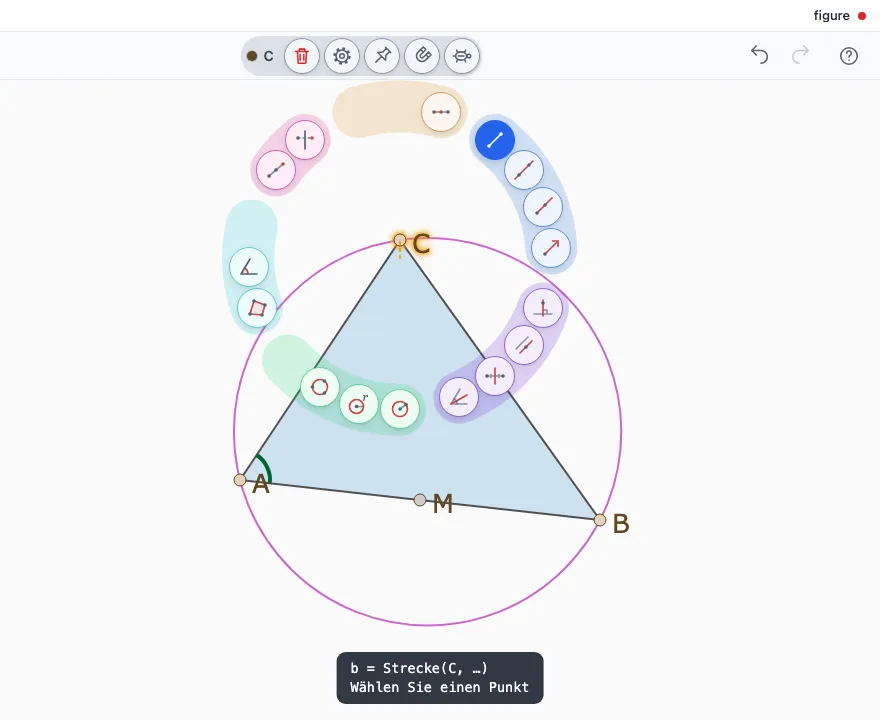 figure
C
r
C
A
M
B
b = Strecke(C, …)
Wählen Sie einen Punkt